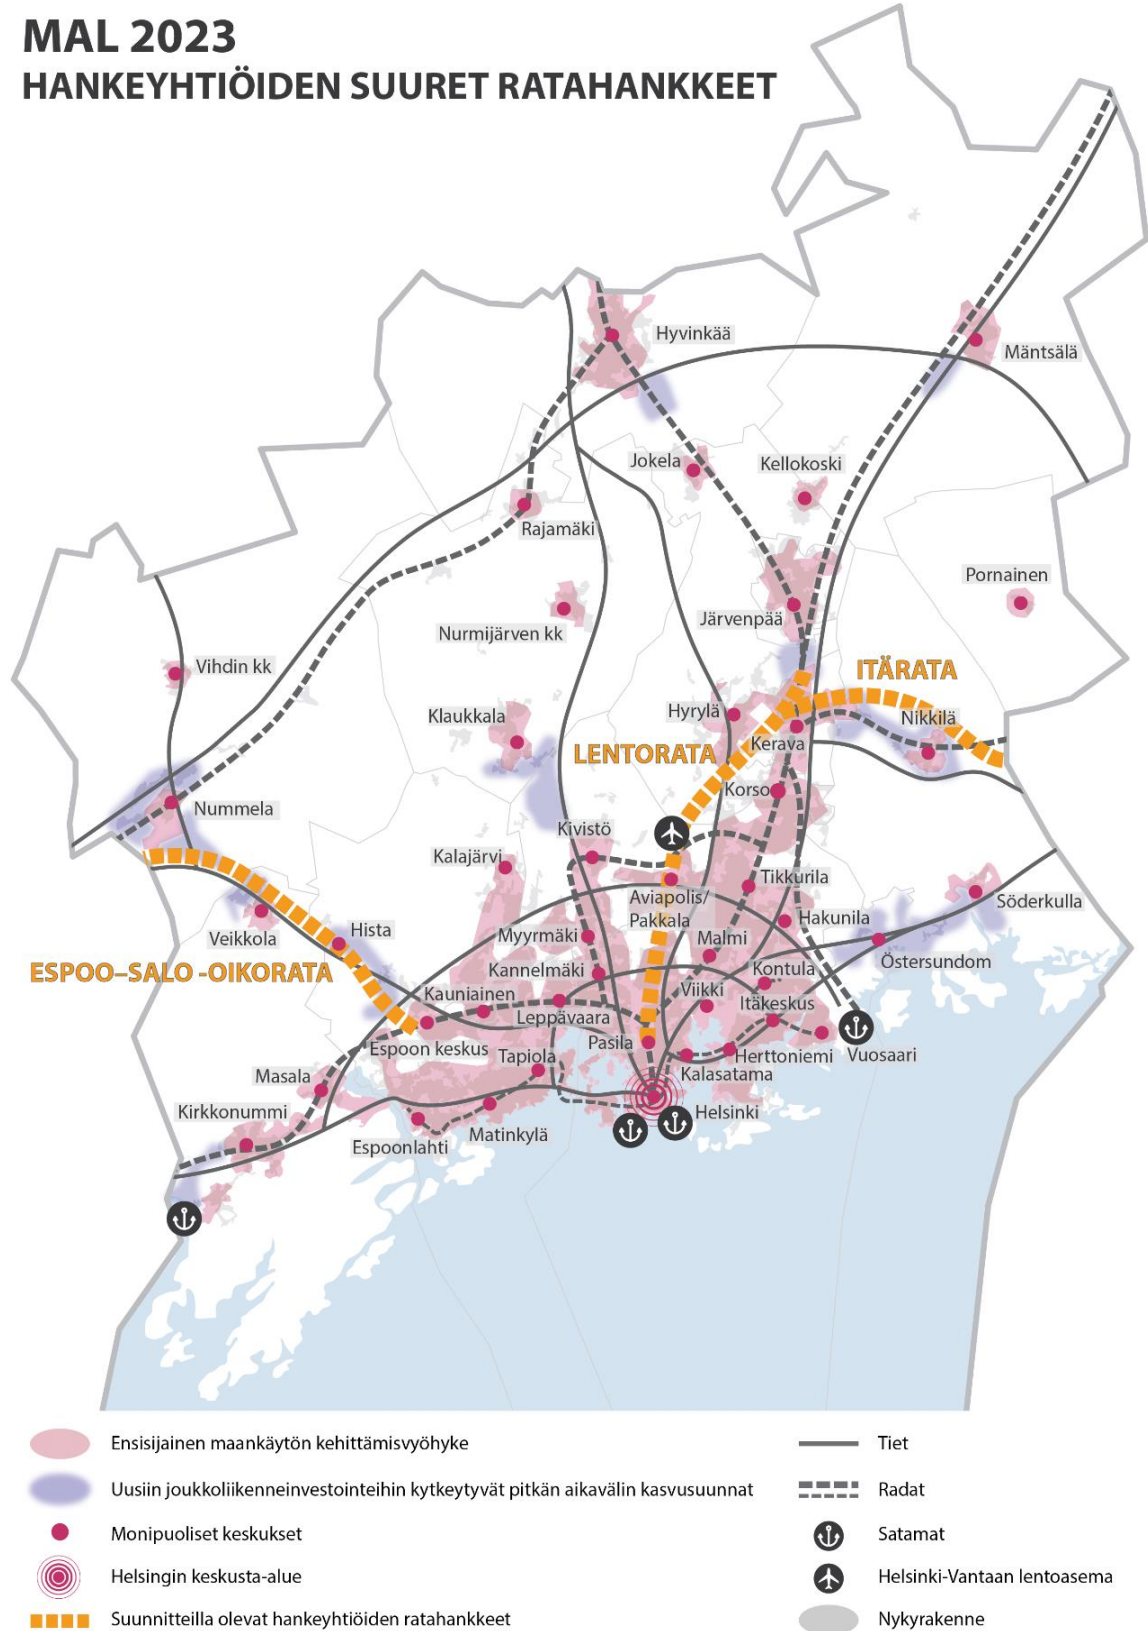 MAL 2023
HANKEYHTIÖIDEN SUURET RATAHANKKEET
Hyvinkää
Mäntsälä
Jokela
Kellokoski
Rajamäki
Pornainen
Järvenpää
Nurmijärven kk
Vihdin kk
ITÄRATA
Hyrylä
Klaukkala
Nikkilä
Kerava
LENTORATA
Korso
Nummela
Kivistö
Kalajärvi
Tikkurila
Aviapolis/
Pakkala
Söderkulla
Hakunila
Veikkola
Hista
Myyrmäki
Malmi
Östersundom
ESPOO–SALO -OIKORATA
Kannelmäki
Kontula
Viikki
Kauniainen
Itäkeskus
Leppävaara
Pasila
Espoon keskus
Tapiola
Herttoniemi
Vuosaari
Masala
Kalasatama
Kirkkonummi
Helsinki
Matinkylä
Espoonlahti
Ensisijainen maankäytön kehittämisvyöhyke
Uusiin joukkoliikenneinvestointeihin kytkeytyvät pitkän aikavälin kasvusuunnat
Monipuoliset keskukset
Helsingin keskusta-alue
Suunnitteilla olevat hankeyhtiöiden ratahankkeet
Tiet
Radat
Satamat
Helsinki-Vantaan lentoasema
Nykyrakenne